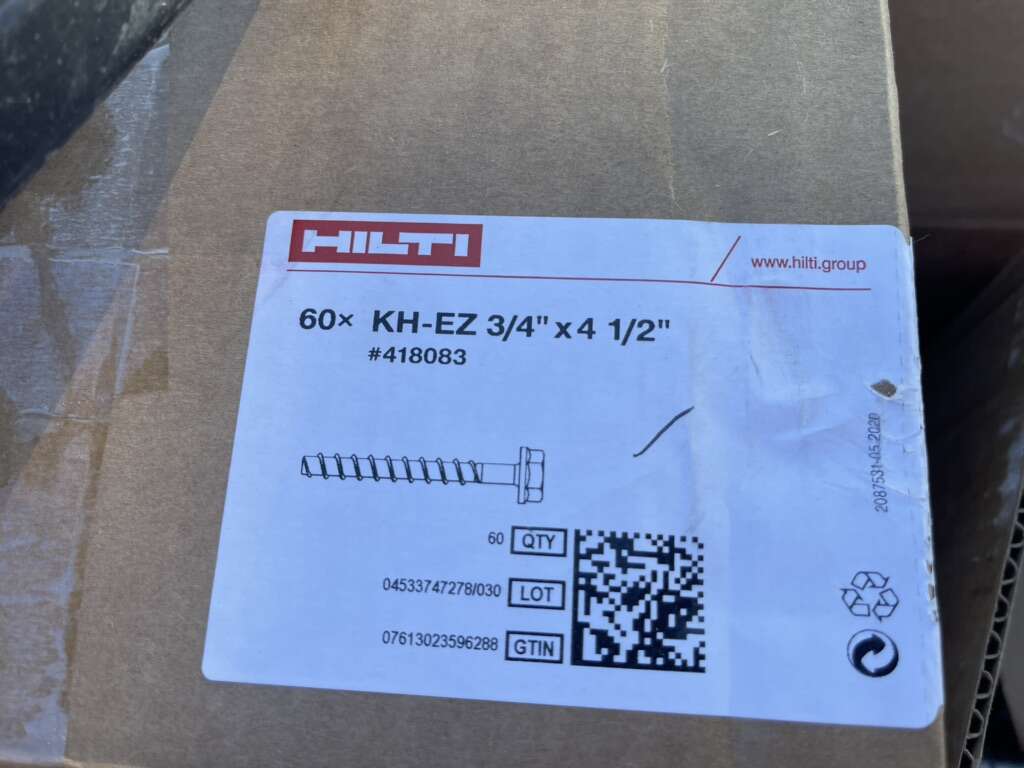 HILTI
www.hilti.group
60× KH-EZ 3/4" x 4 1/2"
#418083
2087531-05.2020
60 QTY
04533747278/030 LOT
07613023596288 GTIN